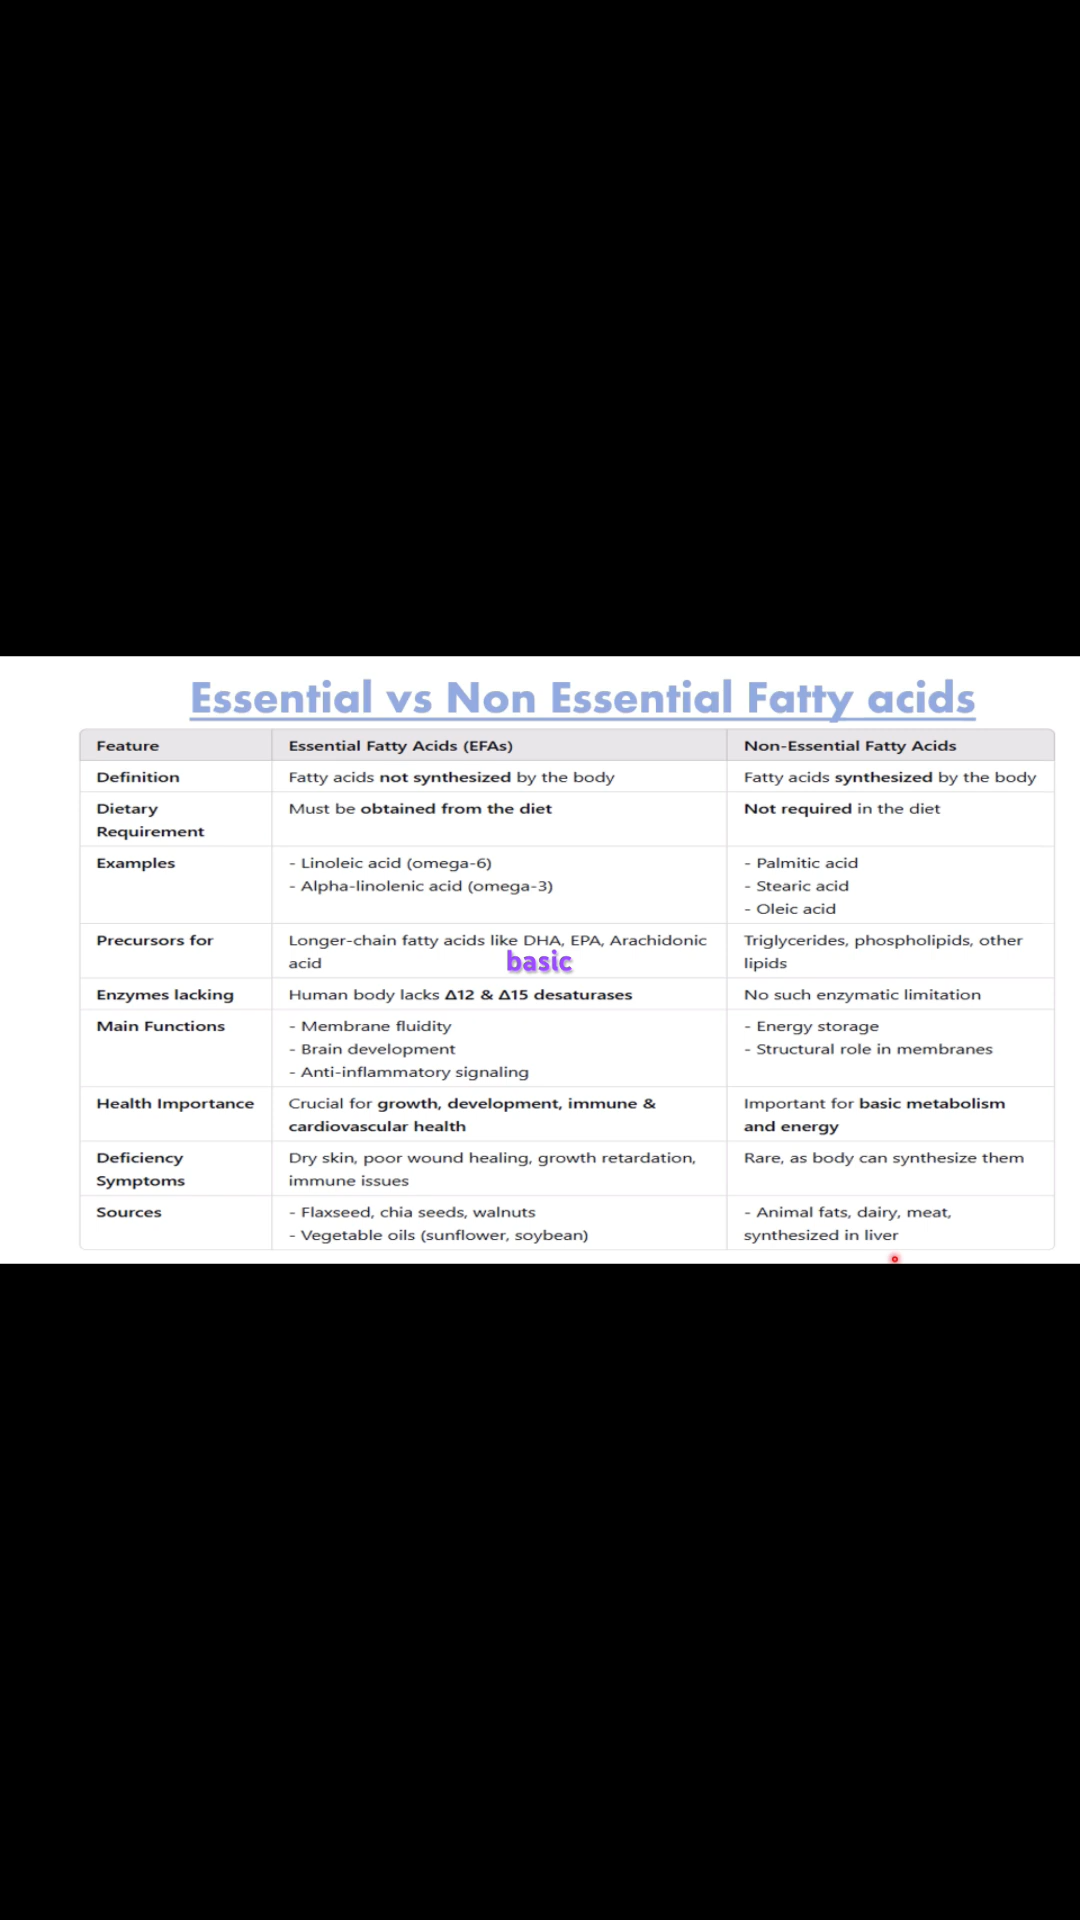 Essential vs Non Essential Fatty acids
Feature Essential Fatty Acids (EFAs) Non-Essential Fatty Acids
Definition Fatty acids not synthesized by the body Fatty acids synthesized by the body
Dietary Requirement Must be obtained from the diet Not required in the diet
Examples - Linoleic acid (omega-6) - Palmitic acid
- Alpha-linolenic acid (omega-3) - Stearic acid
- Oleic acid
Precursors for Longer-chain fatty acids like DHA, EPA, Arachidonic Triglycerides, phospholipids, other
acid lipids
basic
Enzymes lacking Human body lacks Δ12 & Δ15 desaturases No such enzymatic limitation
Main Functions - Membrane fluidity - Energy storage
- Brain development - Structural role in membranes
- Anti-inflammatory signaling
Health Importance Crucial for growth, development, immune & Important for basic metabolism
cardiovascular health and energy
Deficiency Dry skin, poor wound healing, growth retardation, Rare, as body can synthesize them
Symptoms immune issues
Sources - Flaxseed, chia seeds, walnuts - Animal fats, dairy, meat,
- Vegetable oils (sunflower, soybean) synthesized in liver